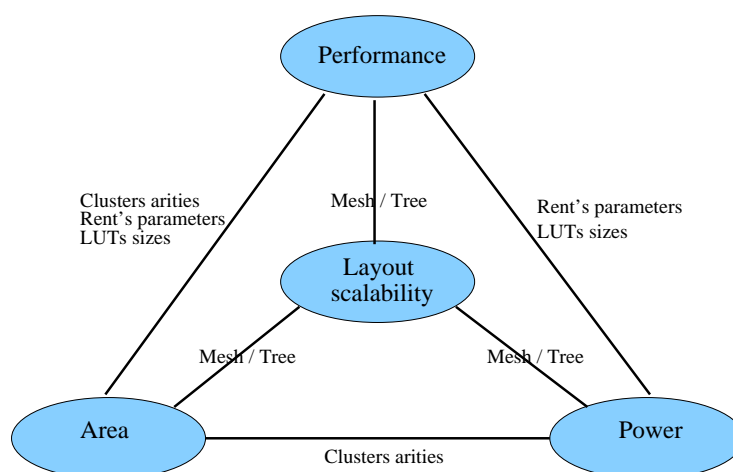 Performance
Clusters arities
Rent's parameters
LUTs sizes
Mesh / Tree
Rent's parameters
LUTs sizes
Layout
scalability
Mesh / Tree
Mesh / Tree
Area
Power
Clusters arities